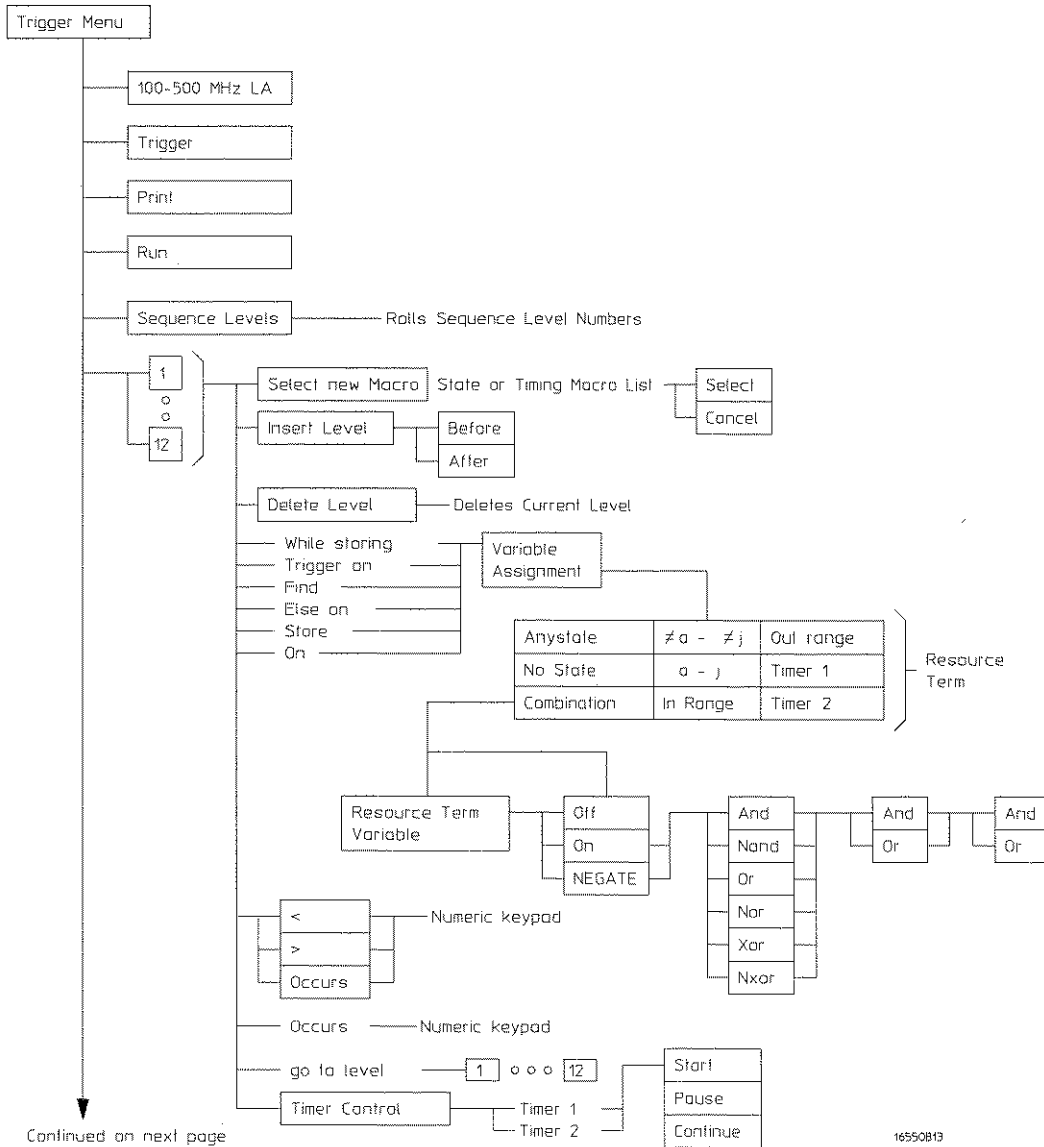 Trigger Menu
100-500 MHz LA
Trigger
Print
Run
Sequence Levels
Rolls Sequence Level Numbers
1
12
Select new Macro
State or Timing Macro List
Select
Cancel
Insert Level
Before
After
Delete Level
Deletes Current Level
While storing
Trigger on
Find
Else on
Store
On
Variable
Assignment
Anystate ≠a - ≠j Out range
No State a - j Timer 1
Combination In Range Timer 2
Resource
Term
Resource Term
Variable
Off
On
NEGATE
And
Nand
Or
Nor
Xor
Nxor
And
Or
And
Or
<
>
Occurs
Numeric keypad
Occurs
Numeric keypad
go to level
1 o o o 12
Timer Control
Timer 1
Timer 2
Start
Pause
Continue
Continued on next page
16550B13